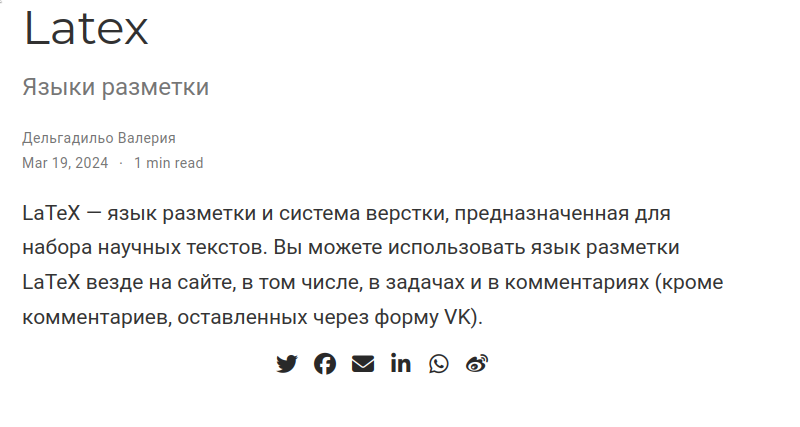 Latex
Языки разметки
Дельгадильо Валерия
Mar 19, 2024 · 1 min read
LaTeX — язык разметки и система верстки, предназначенная для
набора научных текстов. Вы можете использовать язык разметки
LaTeX везде на сайте, в том числе, в задачах и в комментариях (кроме
комментариев, оставленных через форму VK).